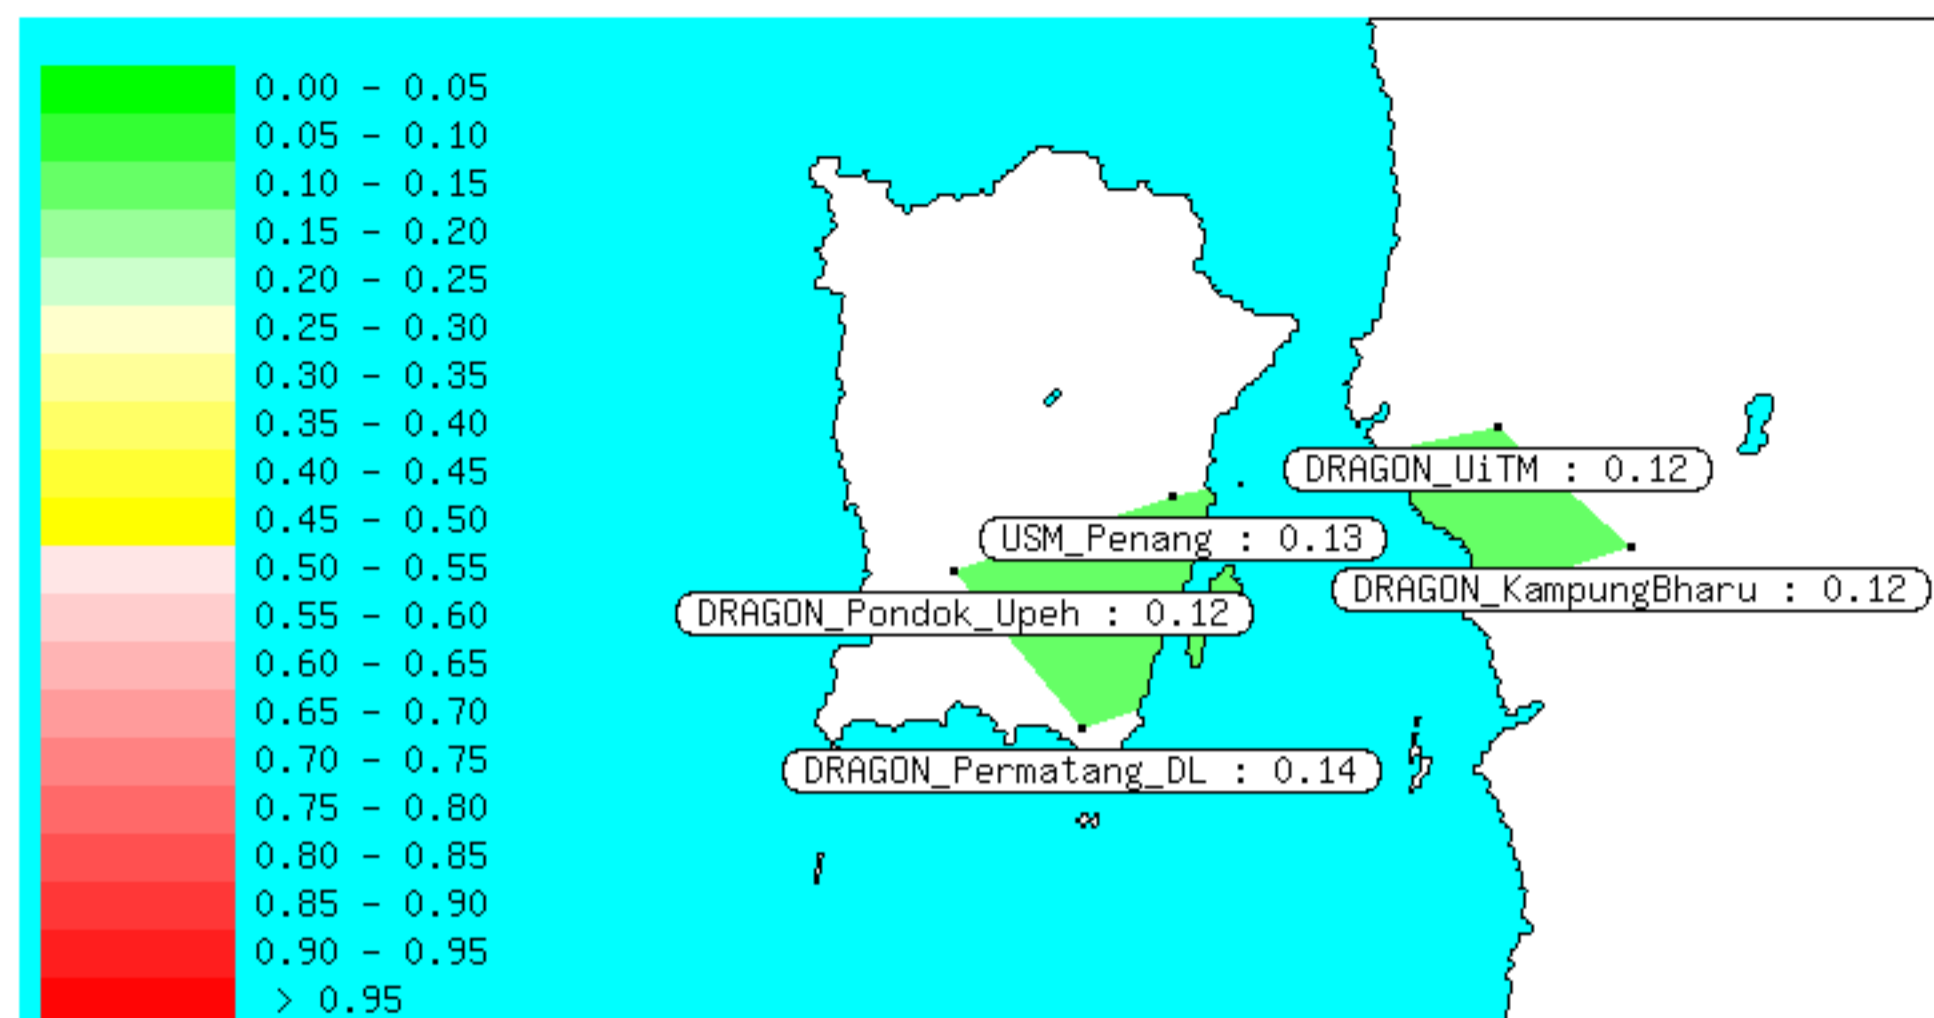 0.00 - 0.05
0.05 - 0.10
0.10 - 0.15
0.15 - 0.20
0.20 - 0.25
0.25 - 0.30
0.30 - 0.35
0.35 - 0.40
0.40 - 0.45
0.45 - 0.50
0.50 - 0.55
0.55 - 0.60
0.60 - 0.65
0.65 - 0.70
0.70 - 0.75
0.75 - 0.80
0.80 - 0.85
0.85 - 0.90
0.90 - 0.95
> 0.95
DRAGON_UiTM : 0.12
USM_Penang : 0.13
DRAGON_KampungBharu : 0.12
DRAGON_Pondok_Upeh : 0.12
DRAGON_Permatang_DL : 0.14